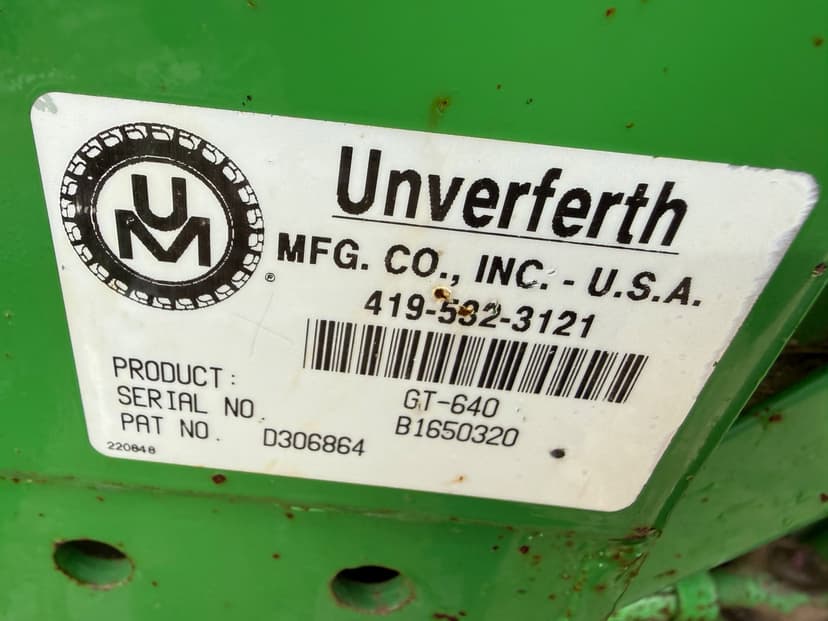 UM
®
Unverferth
MFG. CO., INC. - U.S.A.
419-532-3121
PRODUCT: GT-640
SERIAL NO. B1650320
PAT NO. D306864
220848